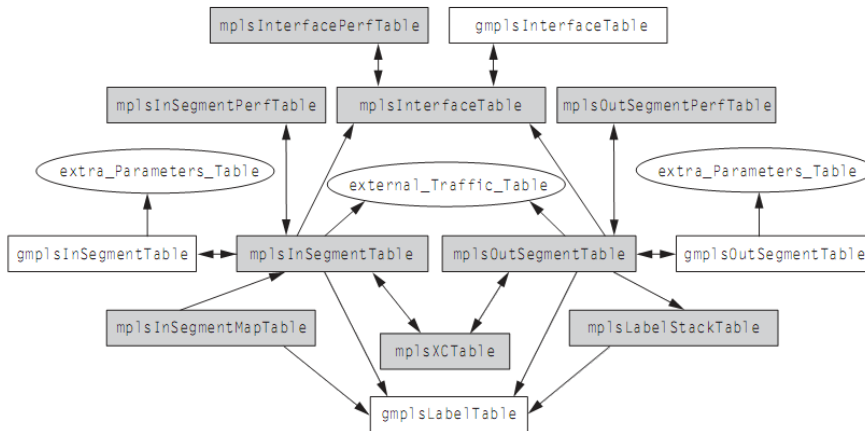 mplsInterfacePerfTable
gmplsInterfaceTable
mplsInSegmentPerfTable
mplsInterfaceTable
mplsOutSegmentPerfTable
extra_Parameters_Table
external_Traffic_Table
extra_Parameters_Table
gmplsInSegmentTable
mplsInSegmentTable
mplsOutSegmentTable
gmplsOutSegmentTable
mplsInSegmentMapTable
mplsXCTable
mplsLabelStackTable
gmplsLabelTable